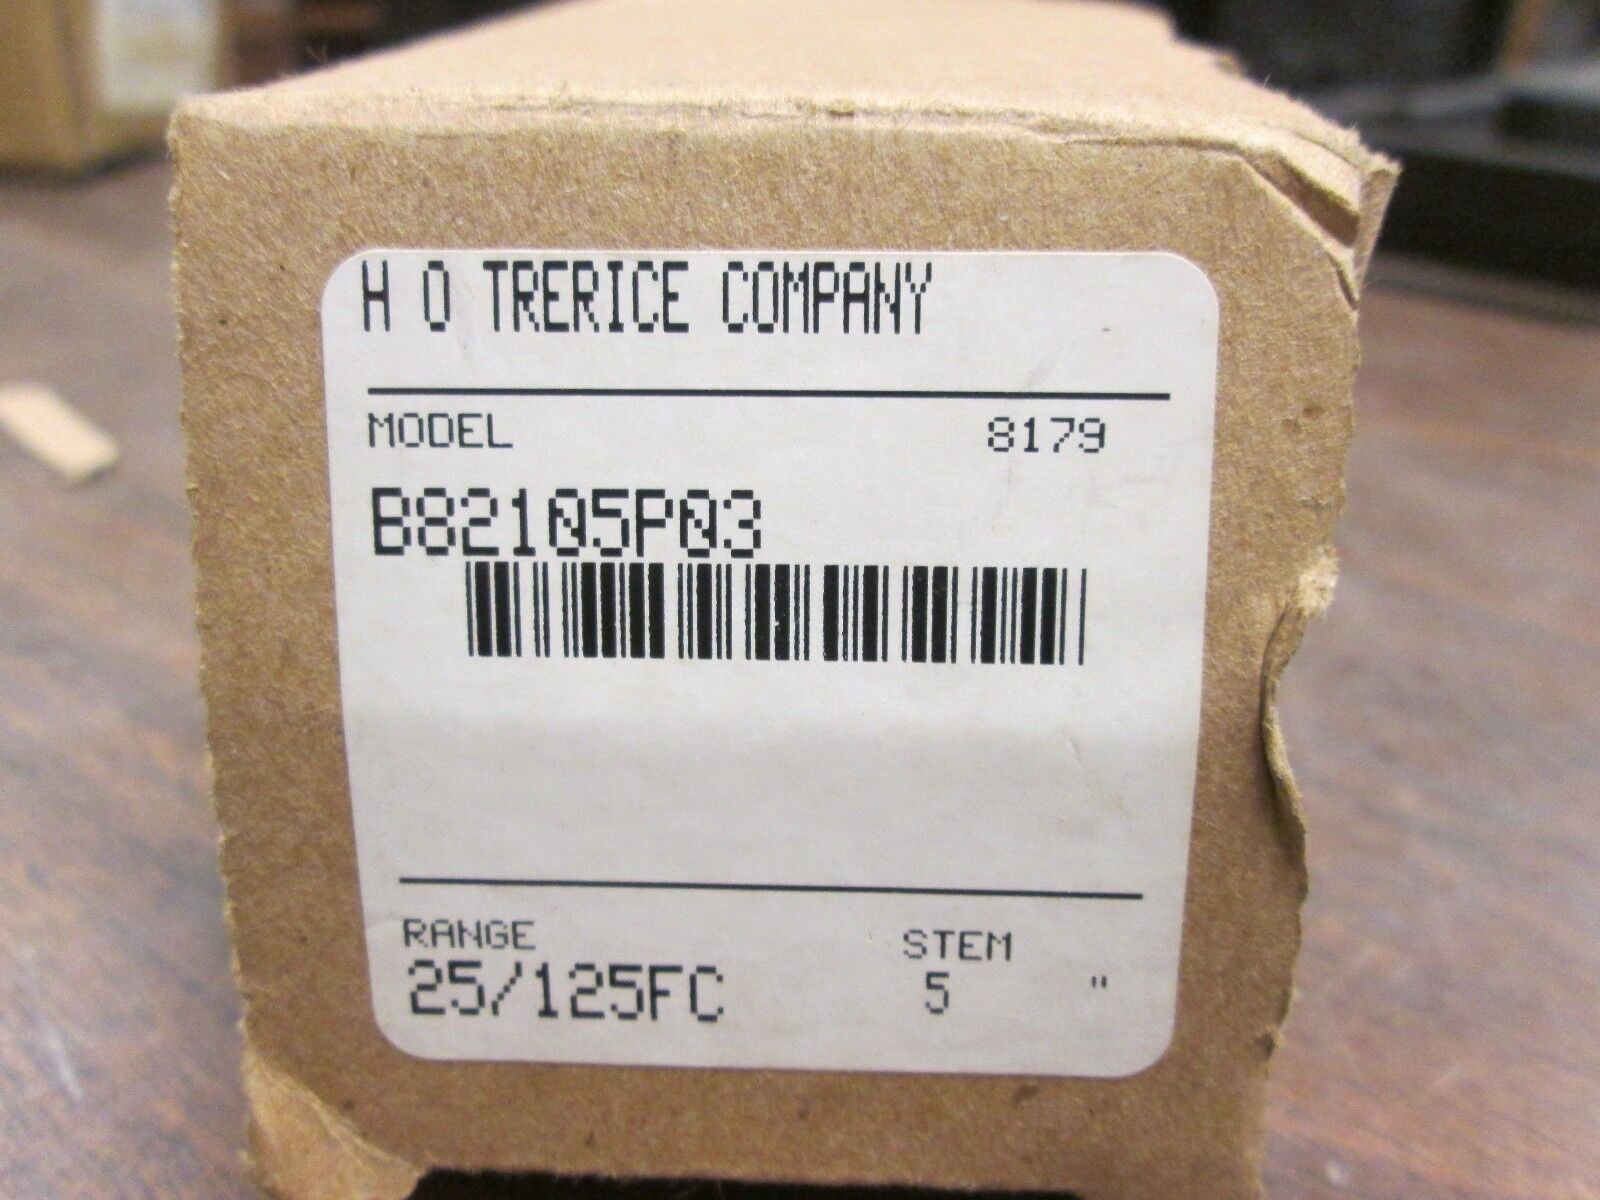 H O TRERICE COMPANY
MODEL 8179
B82105P03
RANGE STEM
25/125FC 5 "